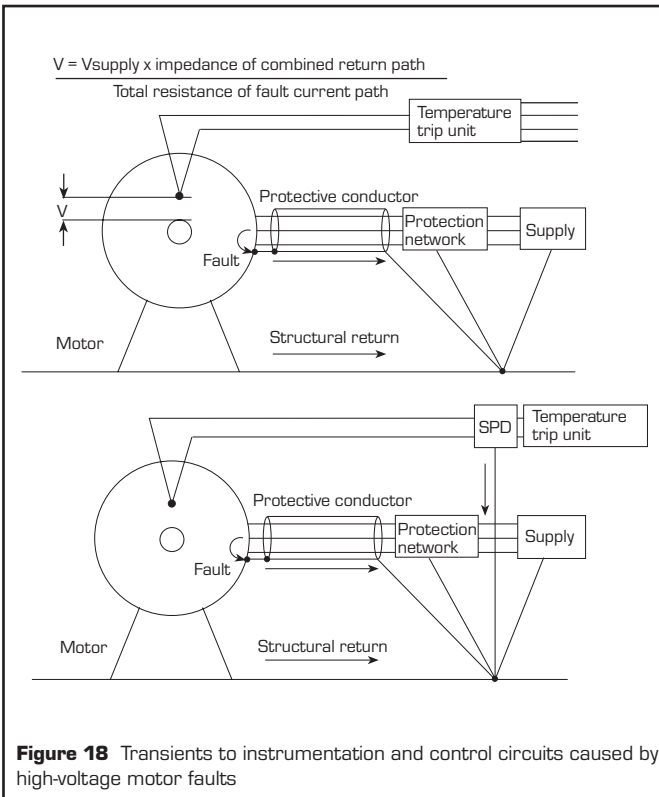 V = Vsupply x impedance of combined return path
Total resistance of fault current path
Temperature
trip unit
V
Protective conductor
Protection
network
Supply
Fault
Motor
Structural return
SPD
Temperature
trip unit
Protective conductor
Protection
network
Supply
Fault
Motor
Structural return
Figure 18 Transients to instrumentation and control circuits caused by
high-voltage motor faults